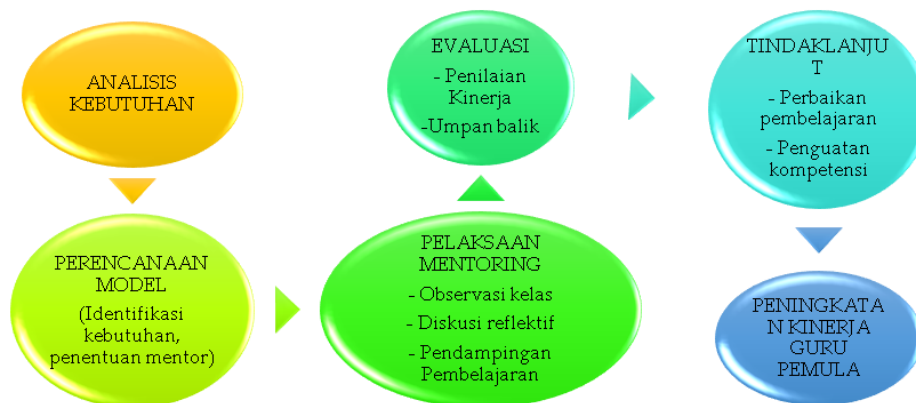 ANALISIS
KEBUTUHAN
PERENCANAAN
MODEL
(Identifikasi
kebutuhan,
penentuan mentor)
PELAKSAAN
MENTORING
- Observasi kelas
- Diskusi reflektif
- Pendampingan
Pembelajaran
EVALUASI
- Penilaian
Kinerja
-Umpan balik
TINDAKLANJU
T
- Perbaikan
pembelajaran
- Penguatan
kompetensi
PENINGKATA
N KINERJA
GURU
PEMULA